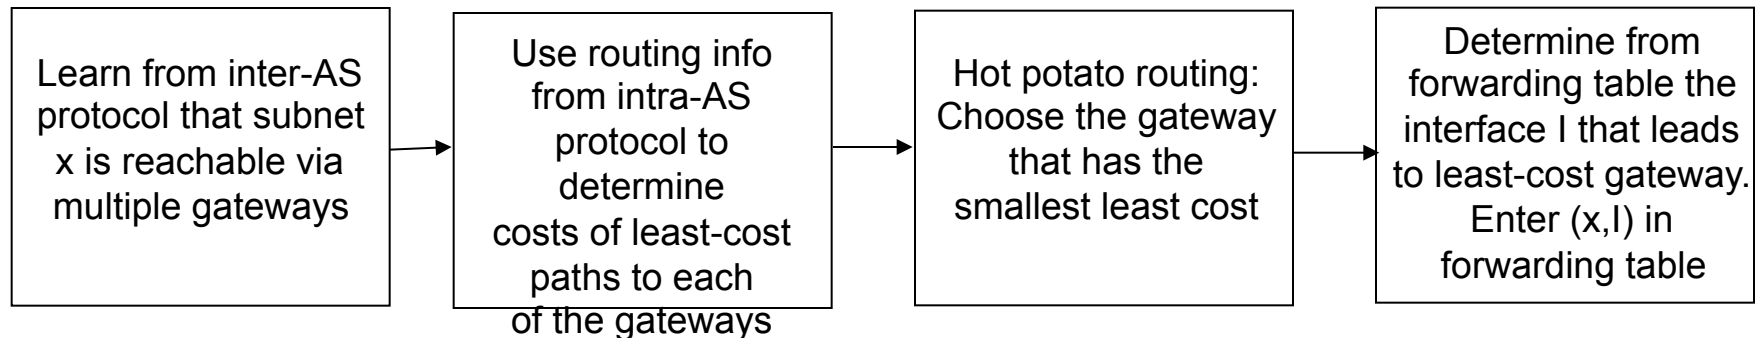 Learn from inter-AS
protocol that subnet
x is reachable via
multiple gateways
Use routing info
from intra-AS
protocol to
determine
costs of least-cost
paths to each
of the gateways
Hot potato routing:
Choose the gateway
that has the
smallest least cost
Determine from
forwarding table the
interface I that leads
to least-cost gateway.
Enter (x,I) in
forwarding table